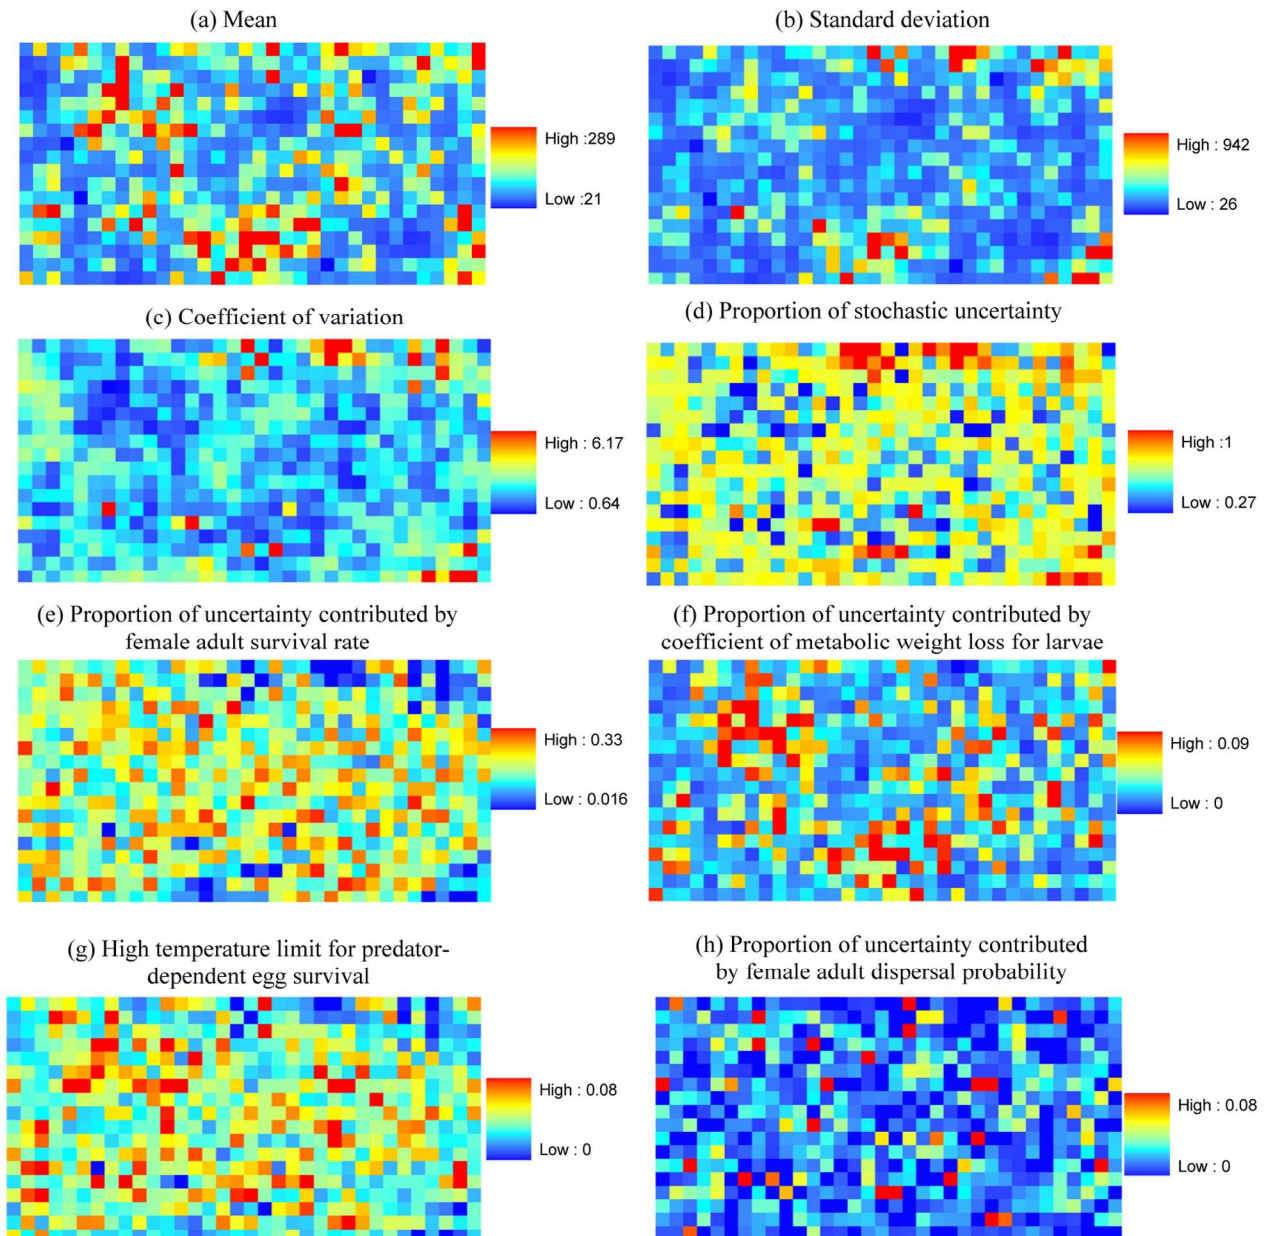 (a) Mean
High :289
Low :21
(b) Standard deviation
High : 942
Low : 26
(c) Coefficient of variation
High : 6.17
Low : 0.64
(d) Proportion of stochastic uncertainty
High :1
Low : 0.27
(e) Proportion of uncertainty contributed by
female adult survival rate
High : 0.33
Low : 0.016
(f) Proportion of uncertainty contributed by
coefficient of metabolic weight loss for larvae
High : 0.09
Low : 0
(g) High temperature limit for predator-
dependent egg survival
High : 0.08
Low : 0
(h) Proportion of uncertainty contributed
by female adult dispersal probability
High : 0.08
Low : 0